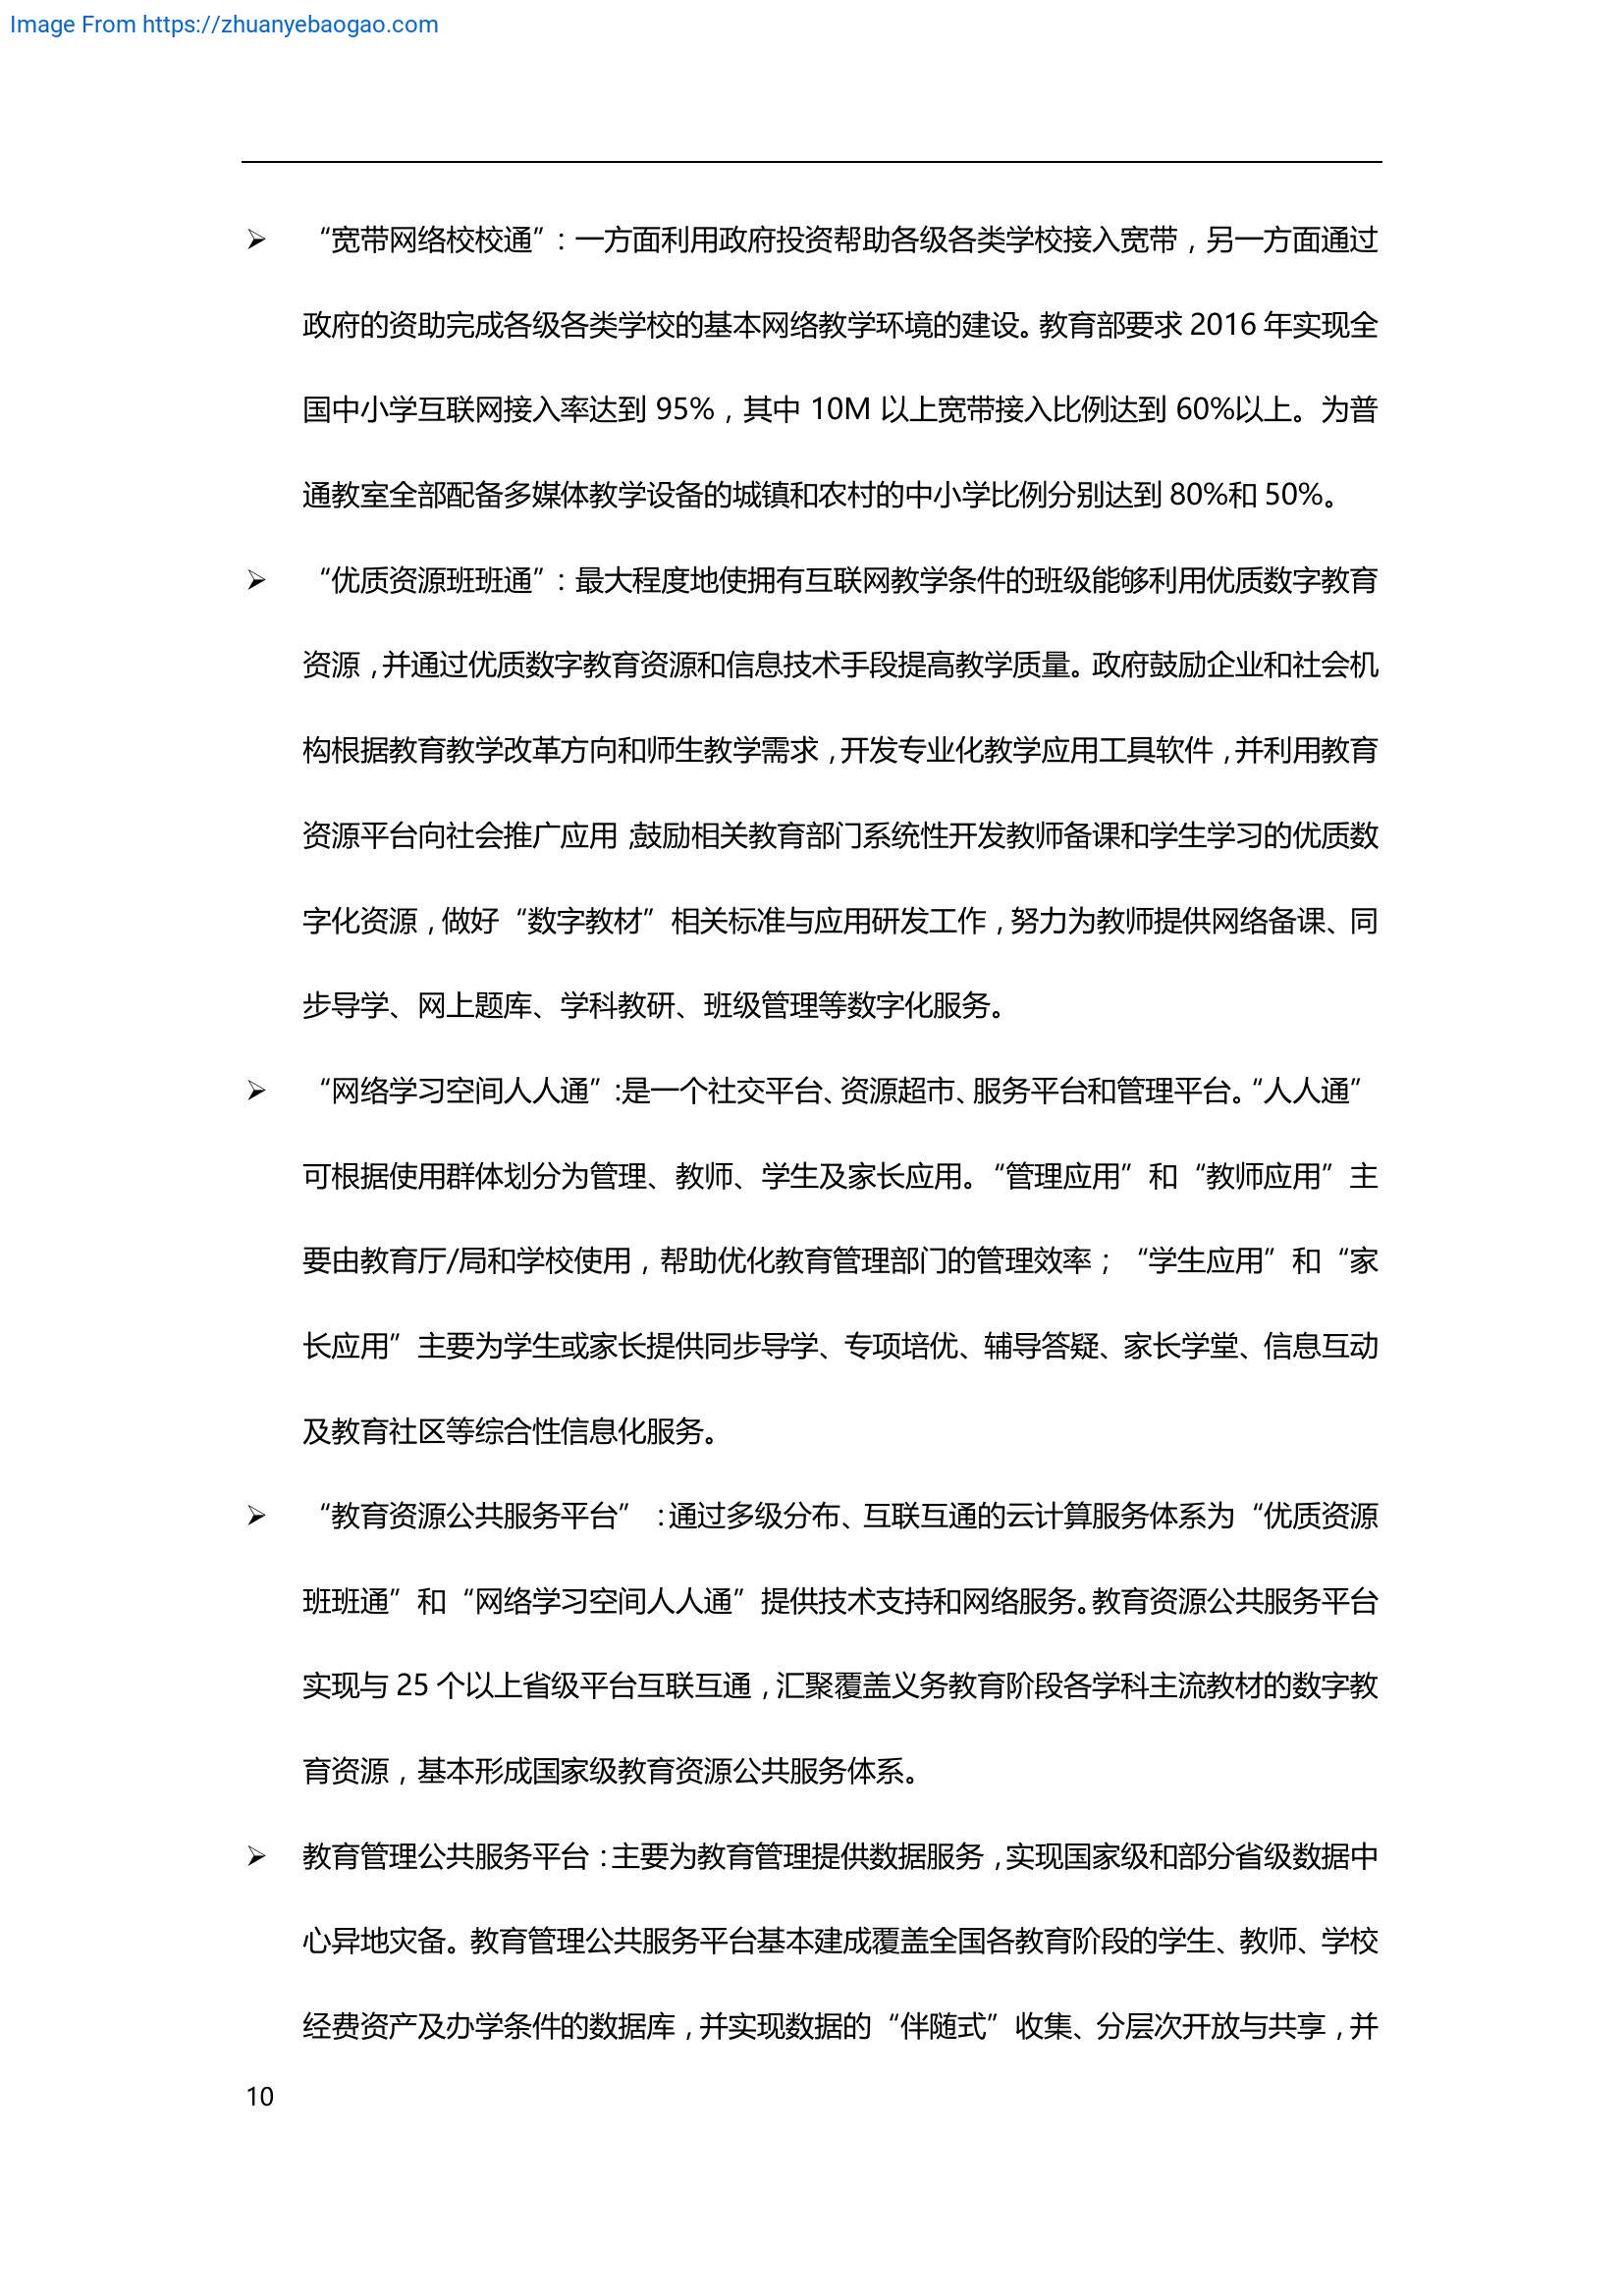 Image From https://zhuanyebaogao.com
➢ “宽带网络校校通”：一方面利用政府投资帮助各级各类学校接入宽带，另一方面通过
政府的资助完成各级各类学校的基本网络教学环境的建设。教育部要求 2016 年实现全
国中小学互联网接入率达到 95%，其中 10M 以上宽带接入比例达到 60%以上。为普
通教室全部配备多媒体教学设备的城镇和农村的中小学比例分别达到 80%和 50%。
➢ “优质资源班班通”：最大程度地使拥有互联网教学条件的班级能够利用优质数字教育
资源，并通过优质数字教育资源和信息技术手段提高教学质量。政府鼓励企业和社会机
构根据教育教学改革方向和师生教学需求，开发专业化教学应用工具软件，并利用教育
资源平台向社会推广应用；鼓励相关教育部门系统性开发教师备课和学生学习的优质数
字化资源，做好“数字教材”相关标准与应用研发工作，努力为教师提供网络备课、同
步导学、网上题库、学科教研、班级管理等数字化服务。
➢ “网络学习空间人人通”：是一个社交平台、资源超市、服务平台和管理平台。“人人通”
可根据使用群体划分为管理、教师、学生及家长应用。“管理应用”和“教师应用”主
要由教育厅/局和学校使用，帮助优化教育管理部门的管理效率；“学生应用”和“家
长应用”主要为学生或家长提供同步导学、专项培优、辅导答疑、家长学堂、信息互动
及教育社区等综合性信息化服务。
➢ “教育资源公共服务平台”：通过多级分布、互联互通的云计算服务体系为“优质资源
班班通”和“网络学习空间人人通”提供技术支持和网络服务。教育资源公共服务平台
实现与 25 个以上省级平台互联互通，汇聚覆盖义务教育阶段各学科主流教材的数字教
育资源，基本形成国家级教育资源公共服务体系。
➢ 教育管理公共服务平台：主要为教育管理提供数据服务，实现国家级和部分省级数据中
心异地灾备。教育管理公共服务平台基本建成覆盖全国各教育阶段的学生、教师、学校
经费资产及办学条件的数据库，并实现数据的“伴随式”收集、分层次开放与共享，并
10